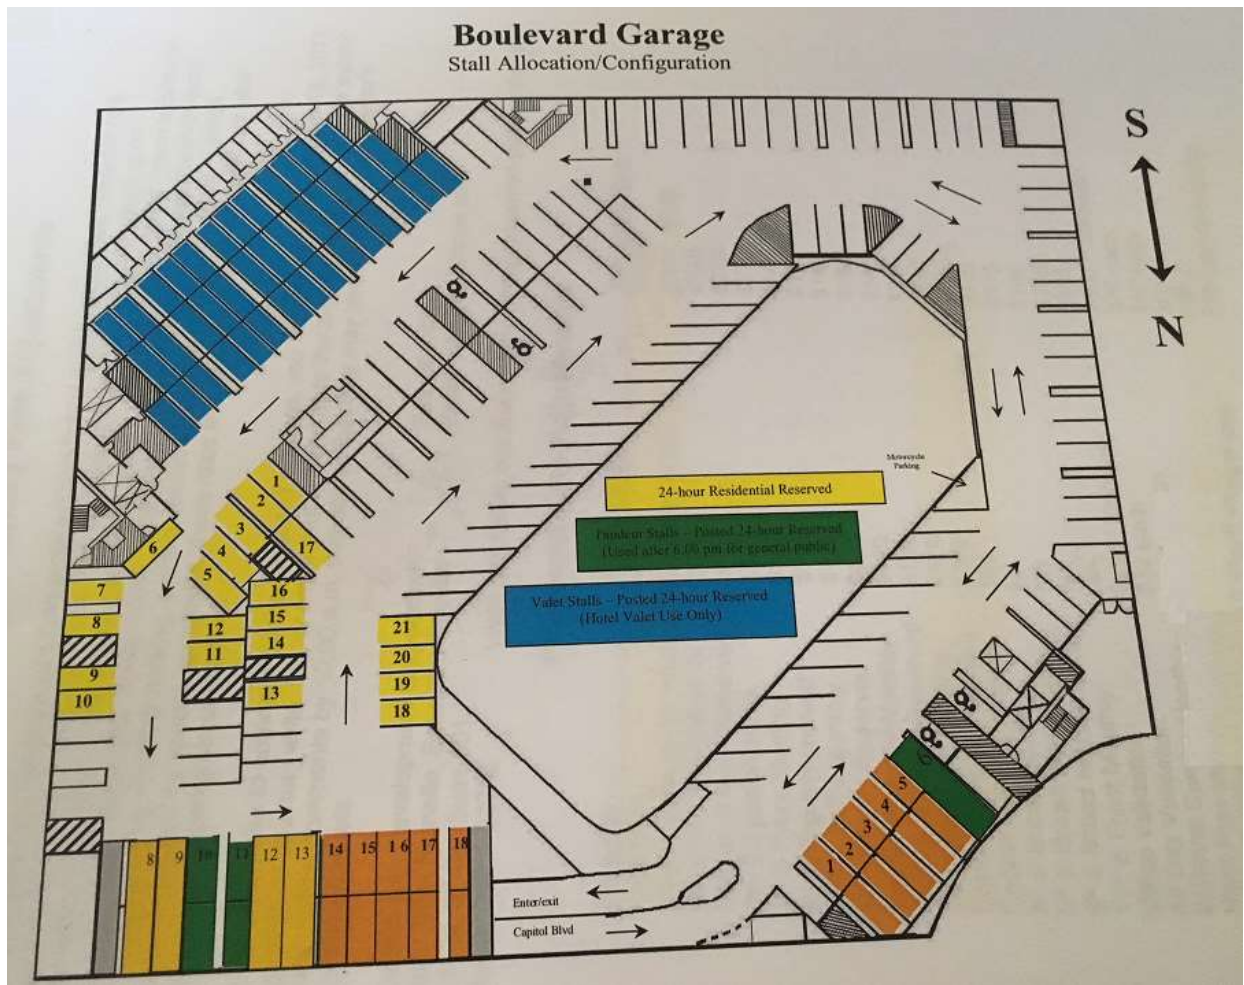 Boulevard Garage
Stall Allocation/Configuration
S
N
Motorcycle
Parking
24-hour Residential Reserved
Tandem Stalls – Posted 24-hour Reserved
(Used after 6:00 pm for general public)
Valet Stalls – Posted 24-hour Reserved
(Hotel Valet Use Only)
1
2
3
4
5
6
7
8
9
10
11
12
13
14
15
16
17
18
19
20
21
8
9
10
11
12
13
14
15
1 6
17
18
Enter/exit
Capitol Blvd
1
2
3
4
5
6